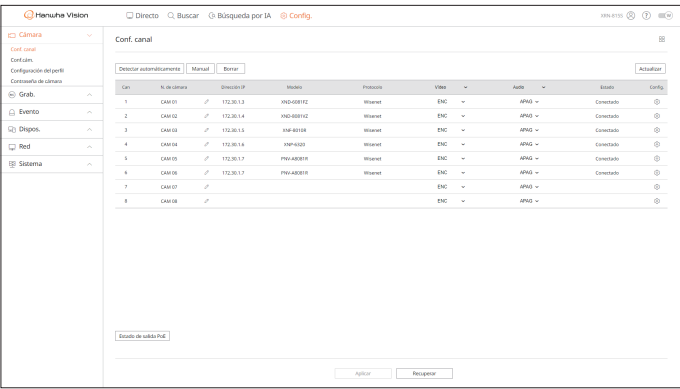 Hanwha Vision
Directo Buscar Búsqueda por IA Config.
XRN-819S
Cámara
Conf. canal
Conf.cám.
Configuración del perfil
Contraseña de cámara
Grab.
Evento
Dispos.
Red
Sistema
Conf. canal
Detectar automáticamente Manual Borrar Actualizar
Can N. de cámara Dirección IP Modelo Protocolo Vídeo Audio Estado Config.
1 CAM 01 172.30.1.3 XND-6081FZ Wisenet ENC APAG Conectado
2 CAM 02 172.30.1.4 XND-8081VZ Wisenet ENC APAG Conectado
3 CAM 03 172.30.1.5 XNF-8010R Wisenet ENC APAG Conectado
4 CAM 04 172.30.1.6 XNP-6320 Wisenet ENC APAG Conectado
5 CAM 05 172.30.1.7 PNV-A8081R Wisenet ENC APAG Conectado
6 CAM 06 172.30.1.7 PNV-A8081R Wisenet ENC APAG Conectado
7 CAM 07 ENC APAG
8 CAM 08 ENC APAG
Estado de salida PoE
Aplicar Recuperar